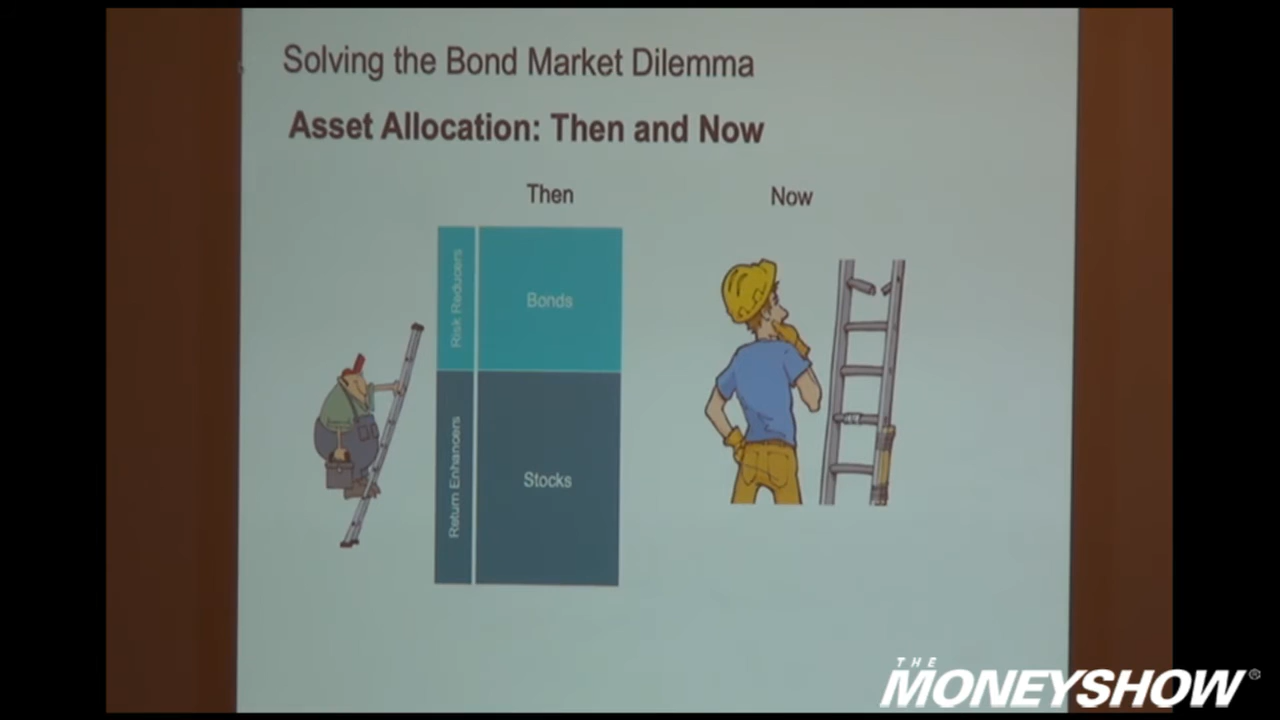 Solving the Bond Market Dilemma
Asset Allocation: Then and Now
Then
Now
Risk Reducers
Bonds
Return Enhancers
Stocks
THE
MONEYSHOW®